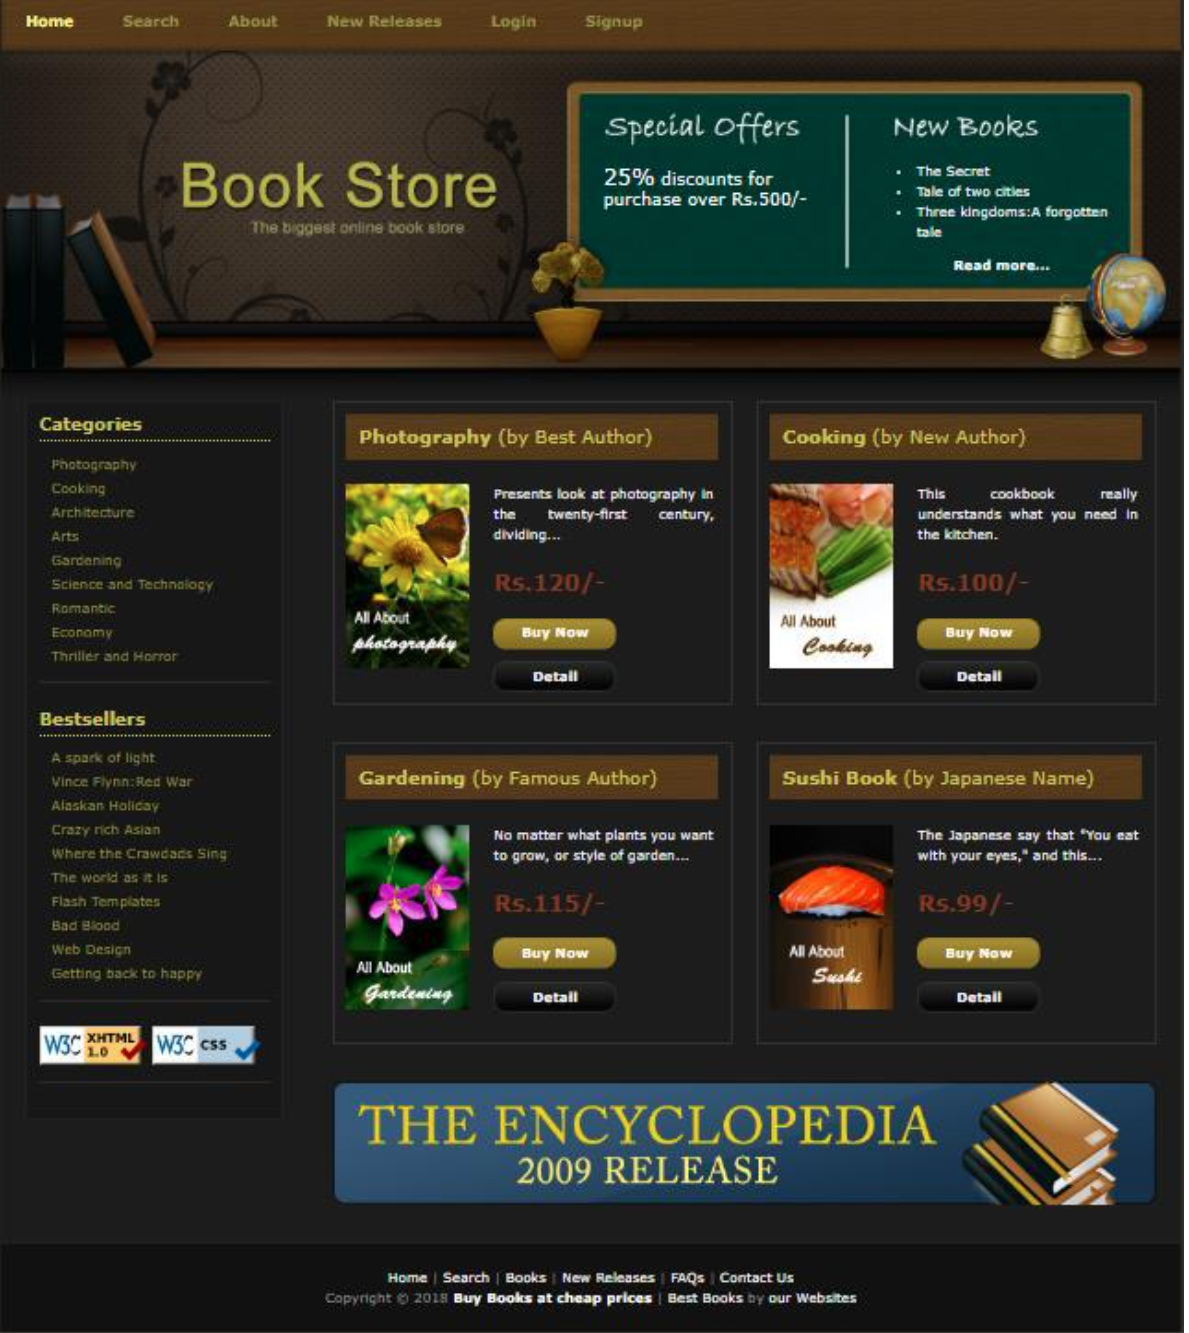 Home Search About New Releases Login Signup
Book Store
The biggest online book store
Special Offers
25% discounts for
purchase over Rs.500/-
New Books
The Secret
Tale of two cities
Three kingdoms:A forgotten
tale
Read more...
Categories
Photography
Cooking
Architecture
Arts
Gardening
Science and Technology
Romantic
Economy
Thriller and Horror
Bestsellers
A spark of light
Vince Flynn:Red War
Alaskan Holiday
Crazy rich Asian
Where the Crawdads Sing
The world as it is
Flash Templates
Bad Blood
Web Design
Getting back to happy
W3C XHTML 1.0
W3C css
Photography (by Best Author)
All About
photography
Presents look at photography in
the twenty-first century,
dividing...
Rs.120/-
Buy Now
Detail
Cooking (by New Author)
All About
Cooking
This cookbook really
understands what you need in
the kitchen.
Rs.100/-
Buy Now
Detail
Gardening (by Famous Author)
All About
Gardening
No matter what plants you want
to grow, or style of garden...
Rs.115/-
Buy Now
Detail
Sushi Book (by Japanese Name)
All About
Sushi
The Japanese say that "You eat
with your eyes," and this...
Rs.99/-
Buy Now
Detail
THE ENCYCLOPEDIA
2009 RELEASE
Home | Search | Books | New Releases | FAQs | Contact Us
Copyright © 2018 Buy Books at cheap prices | Best Books by our Websites